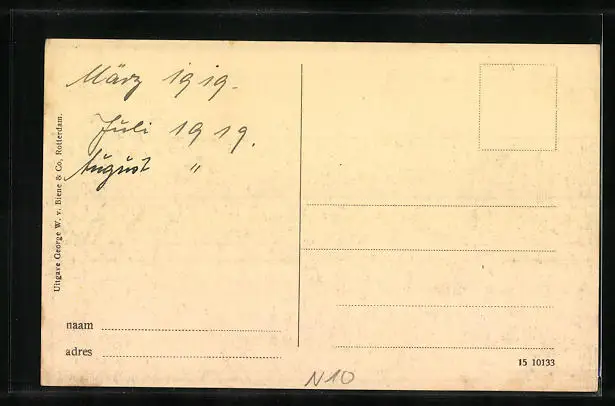 März 1919.
Juli 1919.
August "
Uitgave George W. v. Biene & Co, Rotterdam.
naam
adres
15 10133
N10